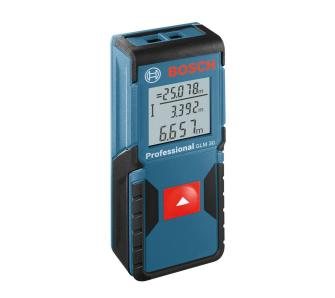 BOSCH
=25.078m
3.392m
6.657m
Professional GLM 30